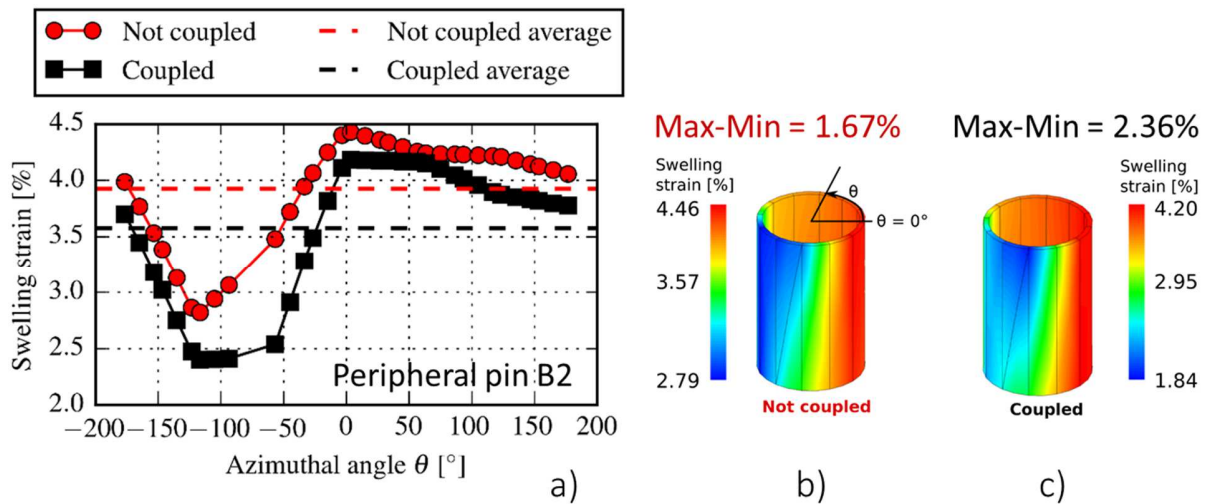 Not coupled
Not coupled average
Coupled
Coupled average
4.5
4.0
3.5
3.0
2.5
2.0
Swelling strain [%]
Peripheral pin B2
−200 −150 −100 −50 0 50 100 150 200
Azimuthal angle θ [°]
a)
Max-Min = 1.67%
Swelling
strain [%]
4.46
3.57
2.79
θ
θ = 0°
Not coupled
b)
Max-Min = 2.36%
Swelling
strain [%]
4.20
2.95
1.84
Coupled
c)